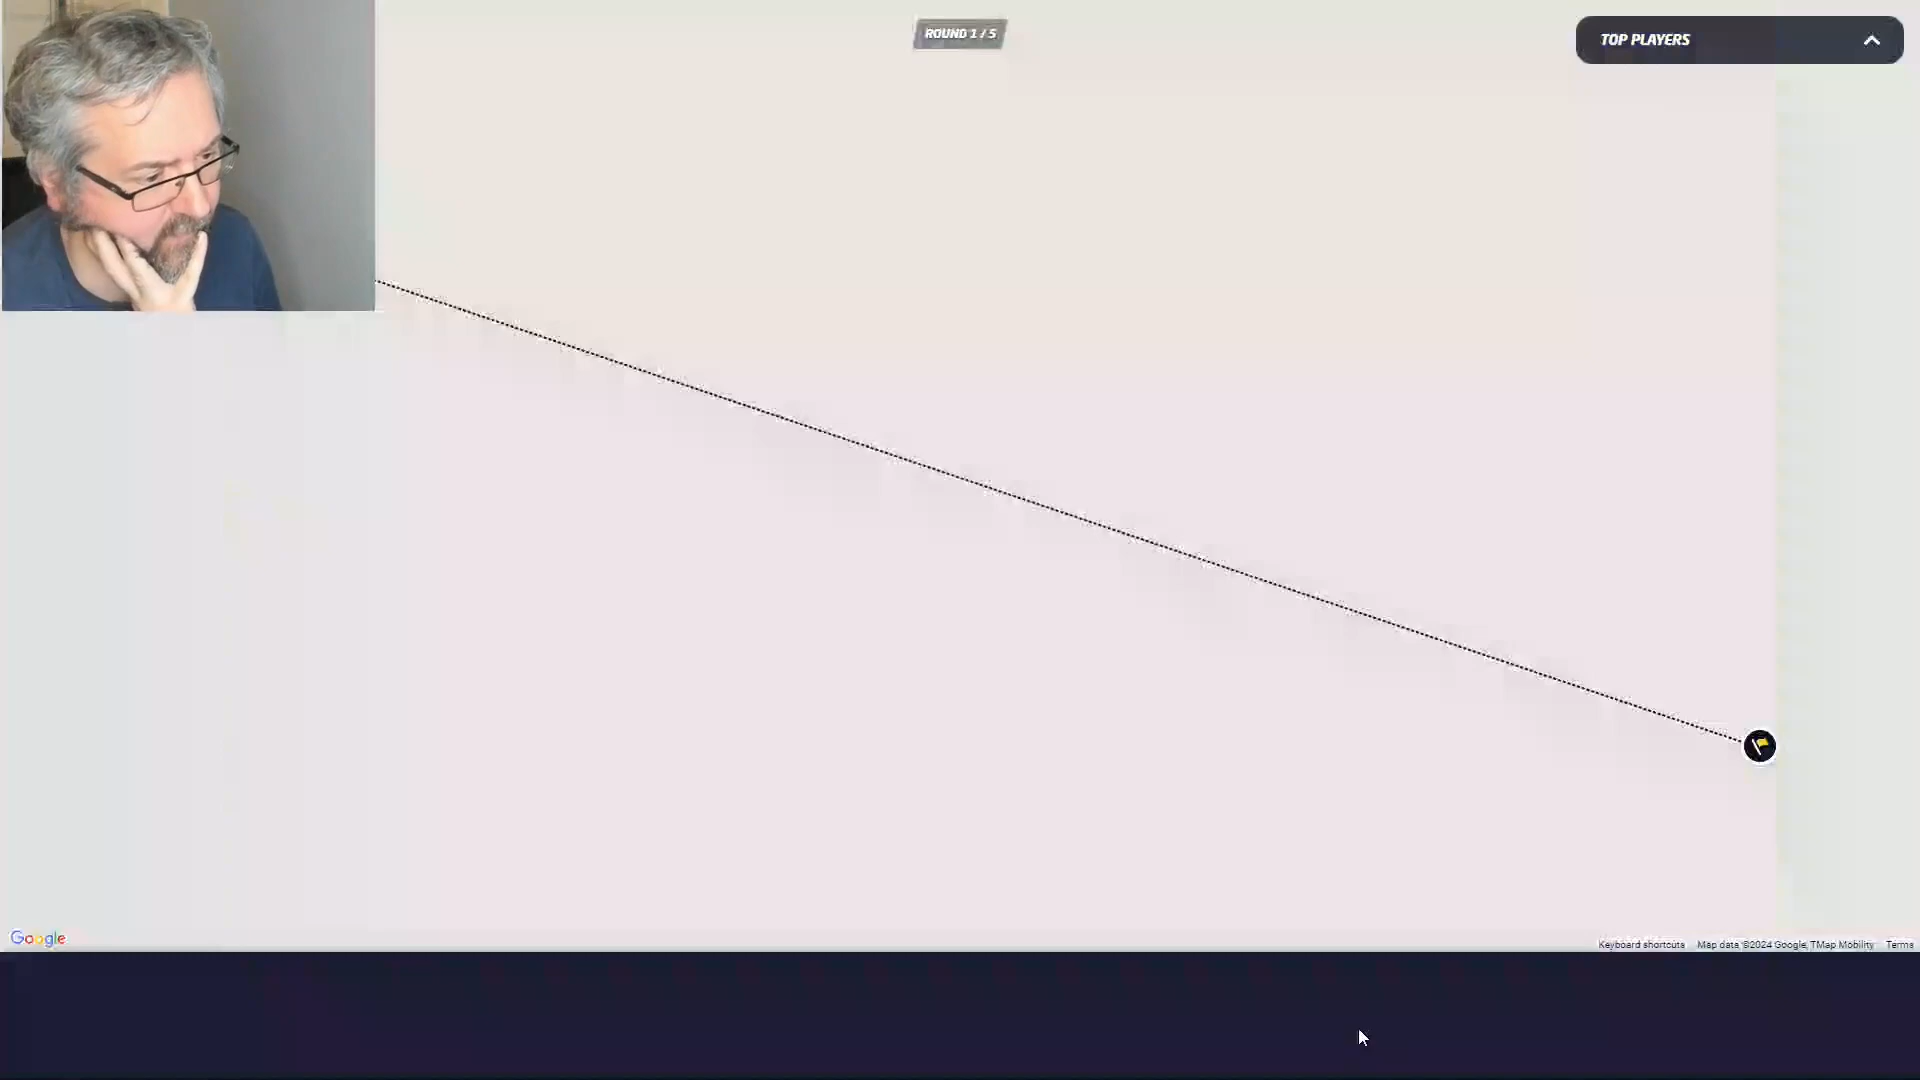 ROUND 1 / 5
TOP PLAYERS
Google
Keyboard shortcuts
Map data ©2024 Google, TMap Mobility
Terms